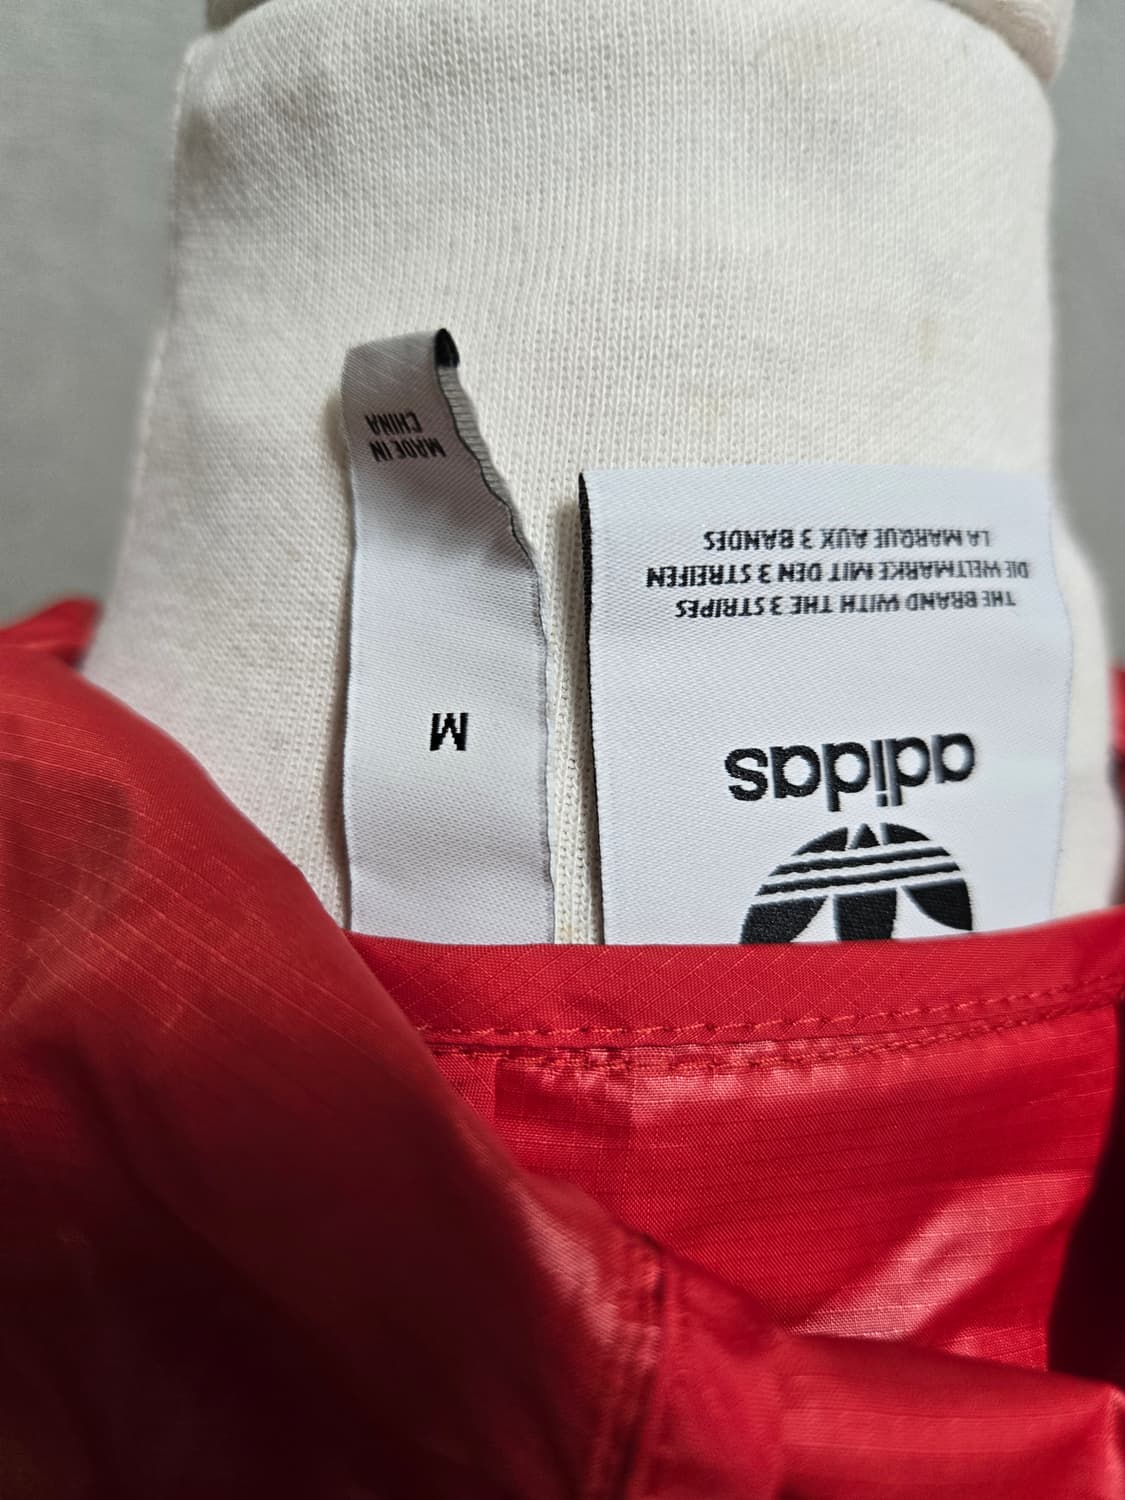 MADE IN
CHINA
M
adidas
THE BRAND WITH THE 3 STRIPES
DIE WELTMARKE MIT DEN 3 STREIFEN
LA MARQUE AUX 3 BANDES